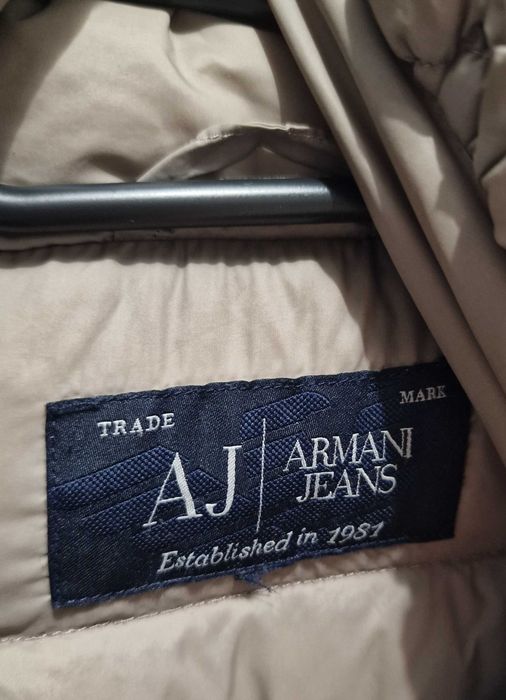 TRADE MARK
AJ ARMANI
JEANS
Established in 1981